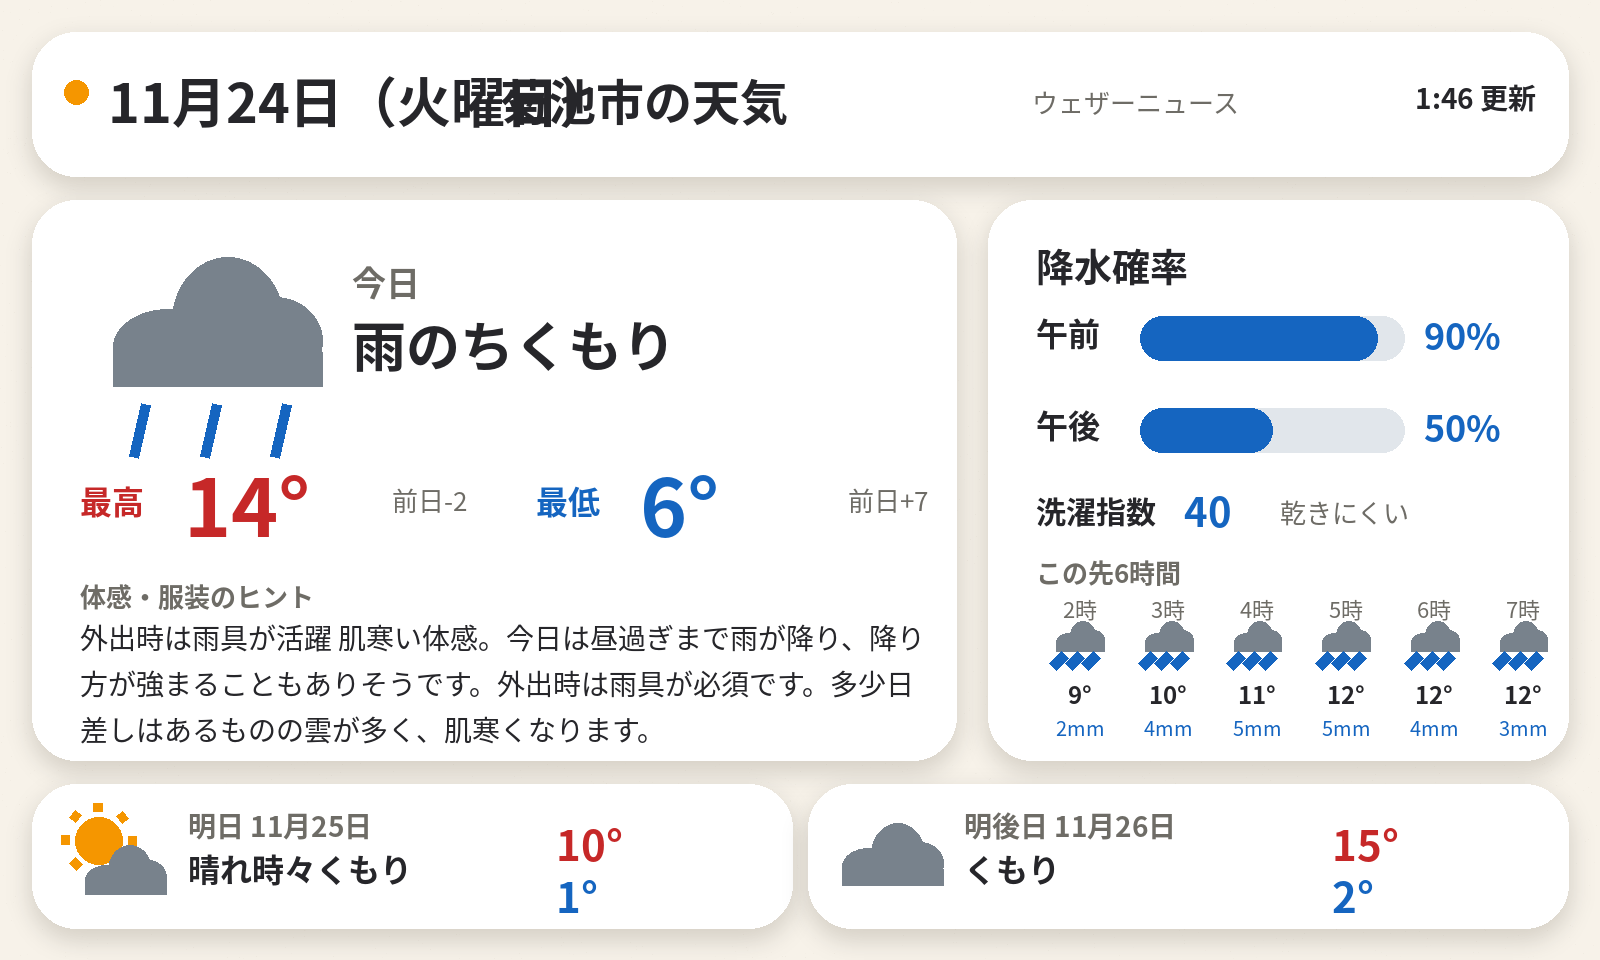 11月24日（火曜日）
菊池市の天気
ウェザーニュース
1:46 更新
今日
雨のちくもり
最高 14° 前日-2 最低 6° 前日+7
体感・服装のヒント
外出時は雨具が活躍 肌寒い体感。今日は昼過ぎまで雨が降り、降り
方が強まることもありそうです。外出時は雨具が必須です。多少日
差しはあるものの雲が多く、肌寒くなります。
降水確率
午前 90%
午後 50%
洗濯指数 40 乾きにくい
この先6時間
2時 3時 4時 5時 6時 7時
9° 10° 11° 12° 12° 12°
2mm 4mm 5mm 5mm 4mm 3mm
明日 11月25日
晴れ時々くもり
10°
1°
明後日 11月26日
くもり
15°
2°